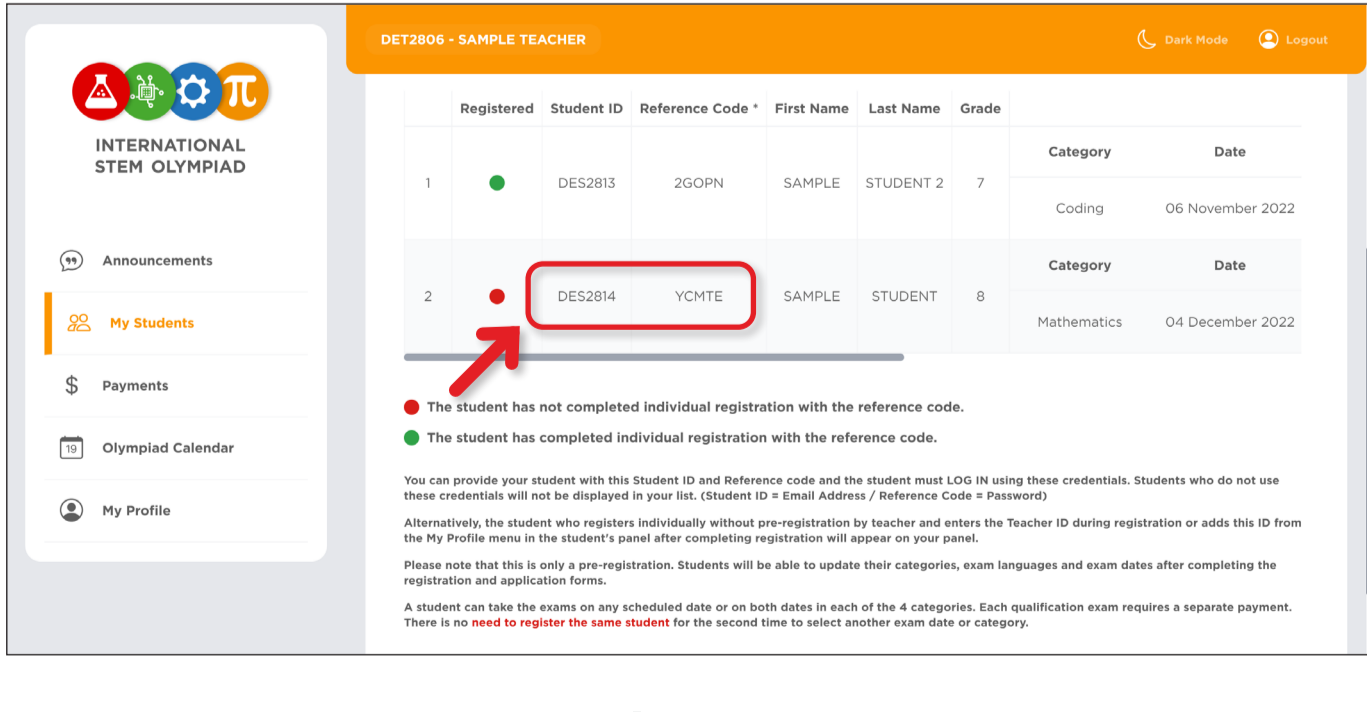 DET2806 - SAMPLE TEACHER
Dark Mode
Logout
INTERNATIONAL
STEM OLYMPIAD
Announcements
My Students
Payments
19
Olympiad Calendar
My Profile
Registered Student ID Reference Code * First Name Last Name Grade
Category Date
1 DES2813 2GOPN SAMPLE STUDENT 2 7
Coding 06 November 2022
Category Date
2 DES2814 YCMTE SAMPLE STUDENT 8
Mathematics 04 December 2022
The student has not completed individual registration with the reference code.
The student has completed individual registration with the reference code.
You can provide your student with this Student ID and Reference code and the student must LOG IN using these credentials. Students who do not use
these credentials will not be displayed in your list. (Student ID = Email Address / Reference Code = Password)
Alternatively, the student who registers individually without pre-registration by teacher and enters the Teacher ID during registration or adds this ID from
the My Profile menu in the student's panel after completing registration will appear on your panel.
Please note that this is only a pre-registration. Students will be able to update their categories, exam languages and exam dates after completing the
registration and application forms.
A student can take the exams on any scheduled date or on both dates in each of the 4 categories. Each qualification exam requires a separate payment.
There is no need to register the same student for the second time to select another exam date or category.